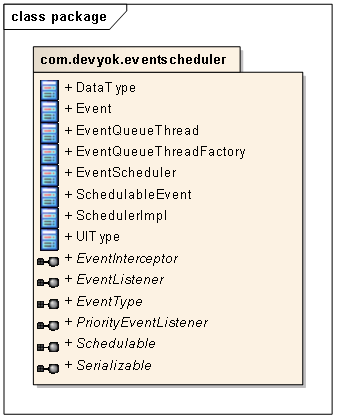 class package
com.devyok.eventscheduler
+ DataType
+ Event
+ EventQueueThread
+ EventQueueThreadFactory
+ EventScheduler
+ SchedulableEvent
+ SchedulerImpl
+ UIType
+ EventInterceptor
+ EventListener
+ EventType
+ PriorityEventListener
+ Schedulable
+ Serializable